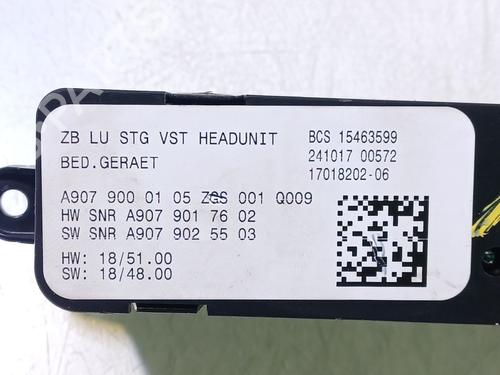 ZB LU STG VST HEADUNIT
BED.GERAET
BCS 15463599
241017 00572
17018202-06
A907 900 01 05 ZGS 001 Q009
HW SNR A907 901 76 02
SW SNR A907 902 55 03
HW: 18/51.00
SW: 18/48.00